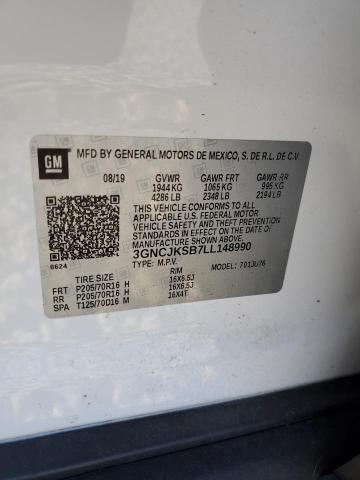 GM
MFD BY GENERAL MOTORS DE MEXICO, S. DE R.L. DE C.V.
08/19 GVWR GAWR FRT GAWR RR
1944 KG 1065 KG 995 KG
4286 LB 2348 LB 2194 LB
THIS VEHICLE CONFORMS TO ALL APPLICABLE
U.S. FEDERAL MOTOR
VEHICLE SAFETY AND
THEFT PREVENTION STANDARDS IN EFFECT ON THE DATE OF
MANUFACTURE SHOWN ABOVE.
3GNCJKSB7LL148990
0624 TYPE: M.P.V. MODEL: 701JU76
TIRE SIZE RIM
FRT P205/70R16 H 16X6.5J
RR P205/70R16 H 16X6.5J
SPA T125/70D16 M 16X4T